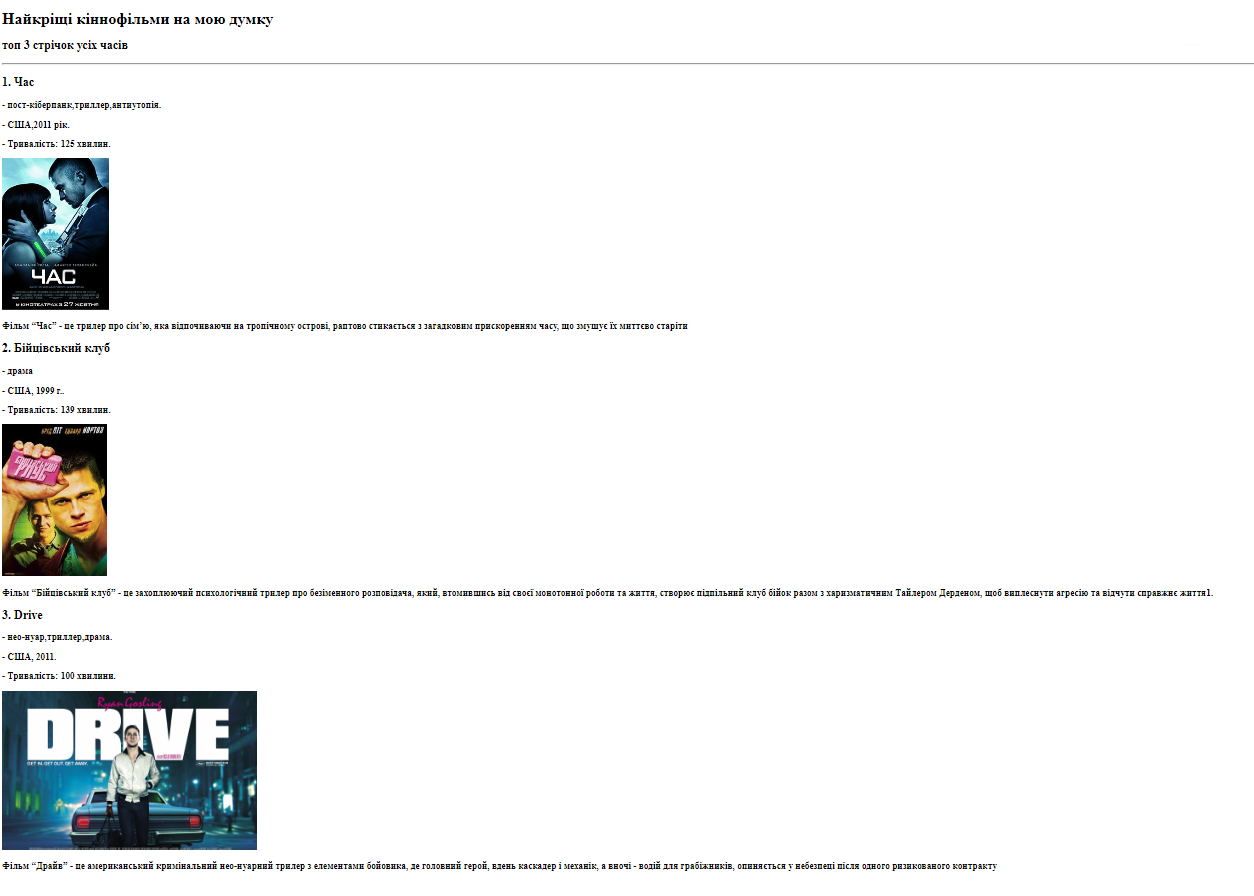 Найкріщі кіннофільми на мою думку
топ 3 стрічок усіх часів
1. Час
- пост-кіберпанк,триллер,антиутопія.
- США,2011 рік.
- Тривалість: 125 хвилин.
ЧАС
В КІНОТЕАТРАХ З 27 ЖОВТНЯ
Фільм “Час” - це трилер про сім’ю, яка відпочиваючи на тропічному острові, раптово стикається з загадковим прискоренням часу, що змушує їх миттєво старіти
2. Бійцівський клуб
- драма
- США, 1999 г..
- Тривалість: 139 хвилин.
БРЕД ПІТ ЕДВАРД НОРТОН
БІЙЦІВСЬКИЙ
КЛУБ
Фільм “Бійцівський клуб” - це захоплюючий психологічний трилер про безіменного розповідача, який, втомившись від своєї монотонної роботи та життя, створює підпільний клуб бійок разом з харизматичним Тайлером Дерденом, щоб виплеснути агресію та відчути справжнє життя1.
3. Drive
- нео-нуар,триллер,драма.
- США, 2011.
- Тривалість: 100 хвилини.
Ryan Gosling
DRIVE
GET IN. GET OUT. GET AWAY.
Фільм “Драйв” - це американський кримінальний нео-нуарний трилер з елементами бойовика, де головний герой, вдень каскадер і механік, а вночі - водій для грабіжників, опиняється у небезпеці після одного ризикованого контракту